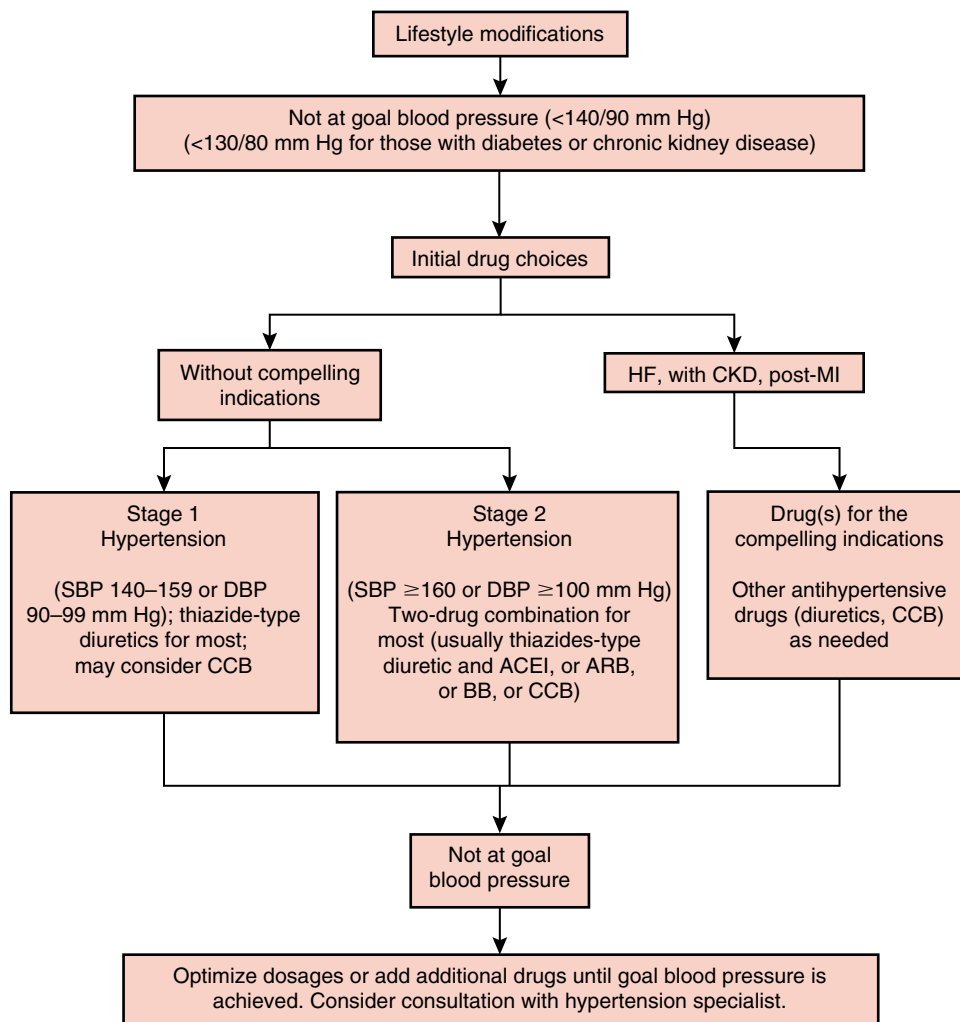 Lifestyle modifications
Not at goal blood pressure (<140/90 mm Hg)
(<130/80 mm Hg for those with diabetes or chronic kidney disease)
Initial drug choices
Without compelling
indications
HF, with CKD, post-MI
Stage 1
Hypertension
(SBP 140–159 or DBP
90–99 mm Hg); thiazide-type
diuretics for most;
may consider CCB
Stage 2
Hypertension
(SBP ≥160 or DBP ≥100 mm Hg)
Two-drug combination for
most (usually thiazides-type
diuretic and ACEI, or ARB,
or BB, or CCB)
Drug(s) for the
compelling indications
Other antihypertensive
drugs (diuretics, CCB)
as needed
Not at goal
blood pressure
Optimize dosages or add additional drugs until goal blood pressure is
achieved. Consider consultation with hypertension specialist.